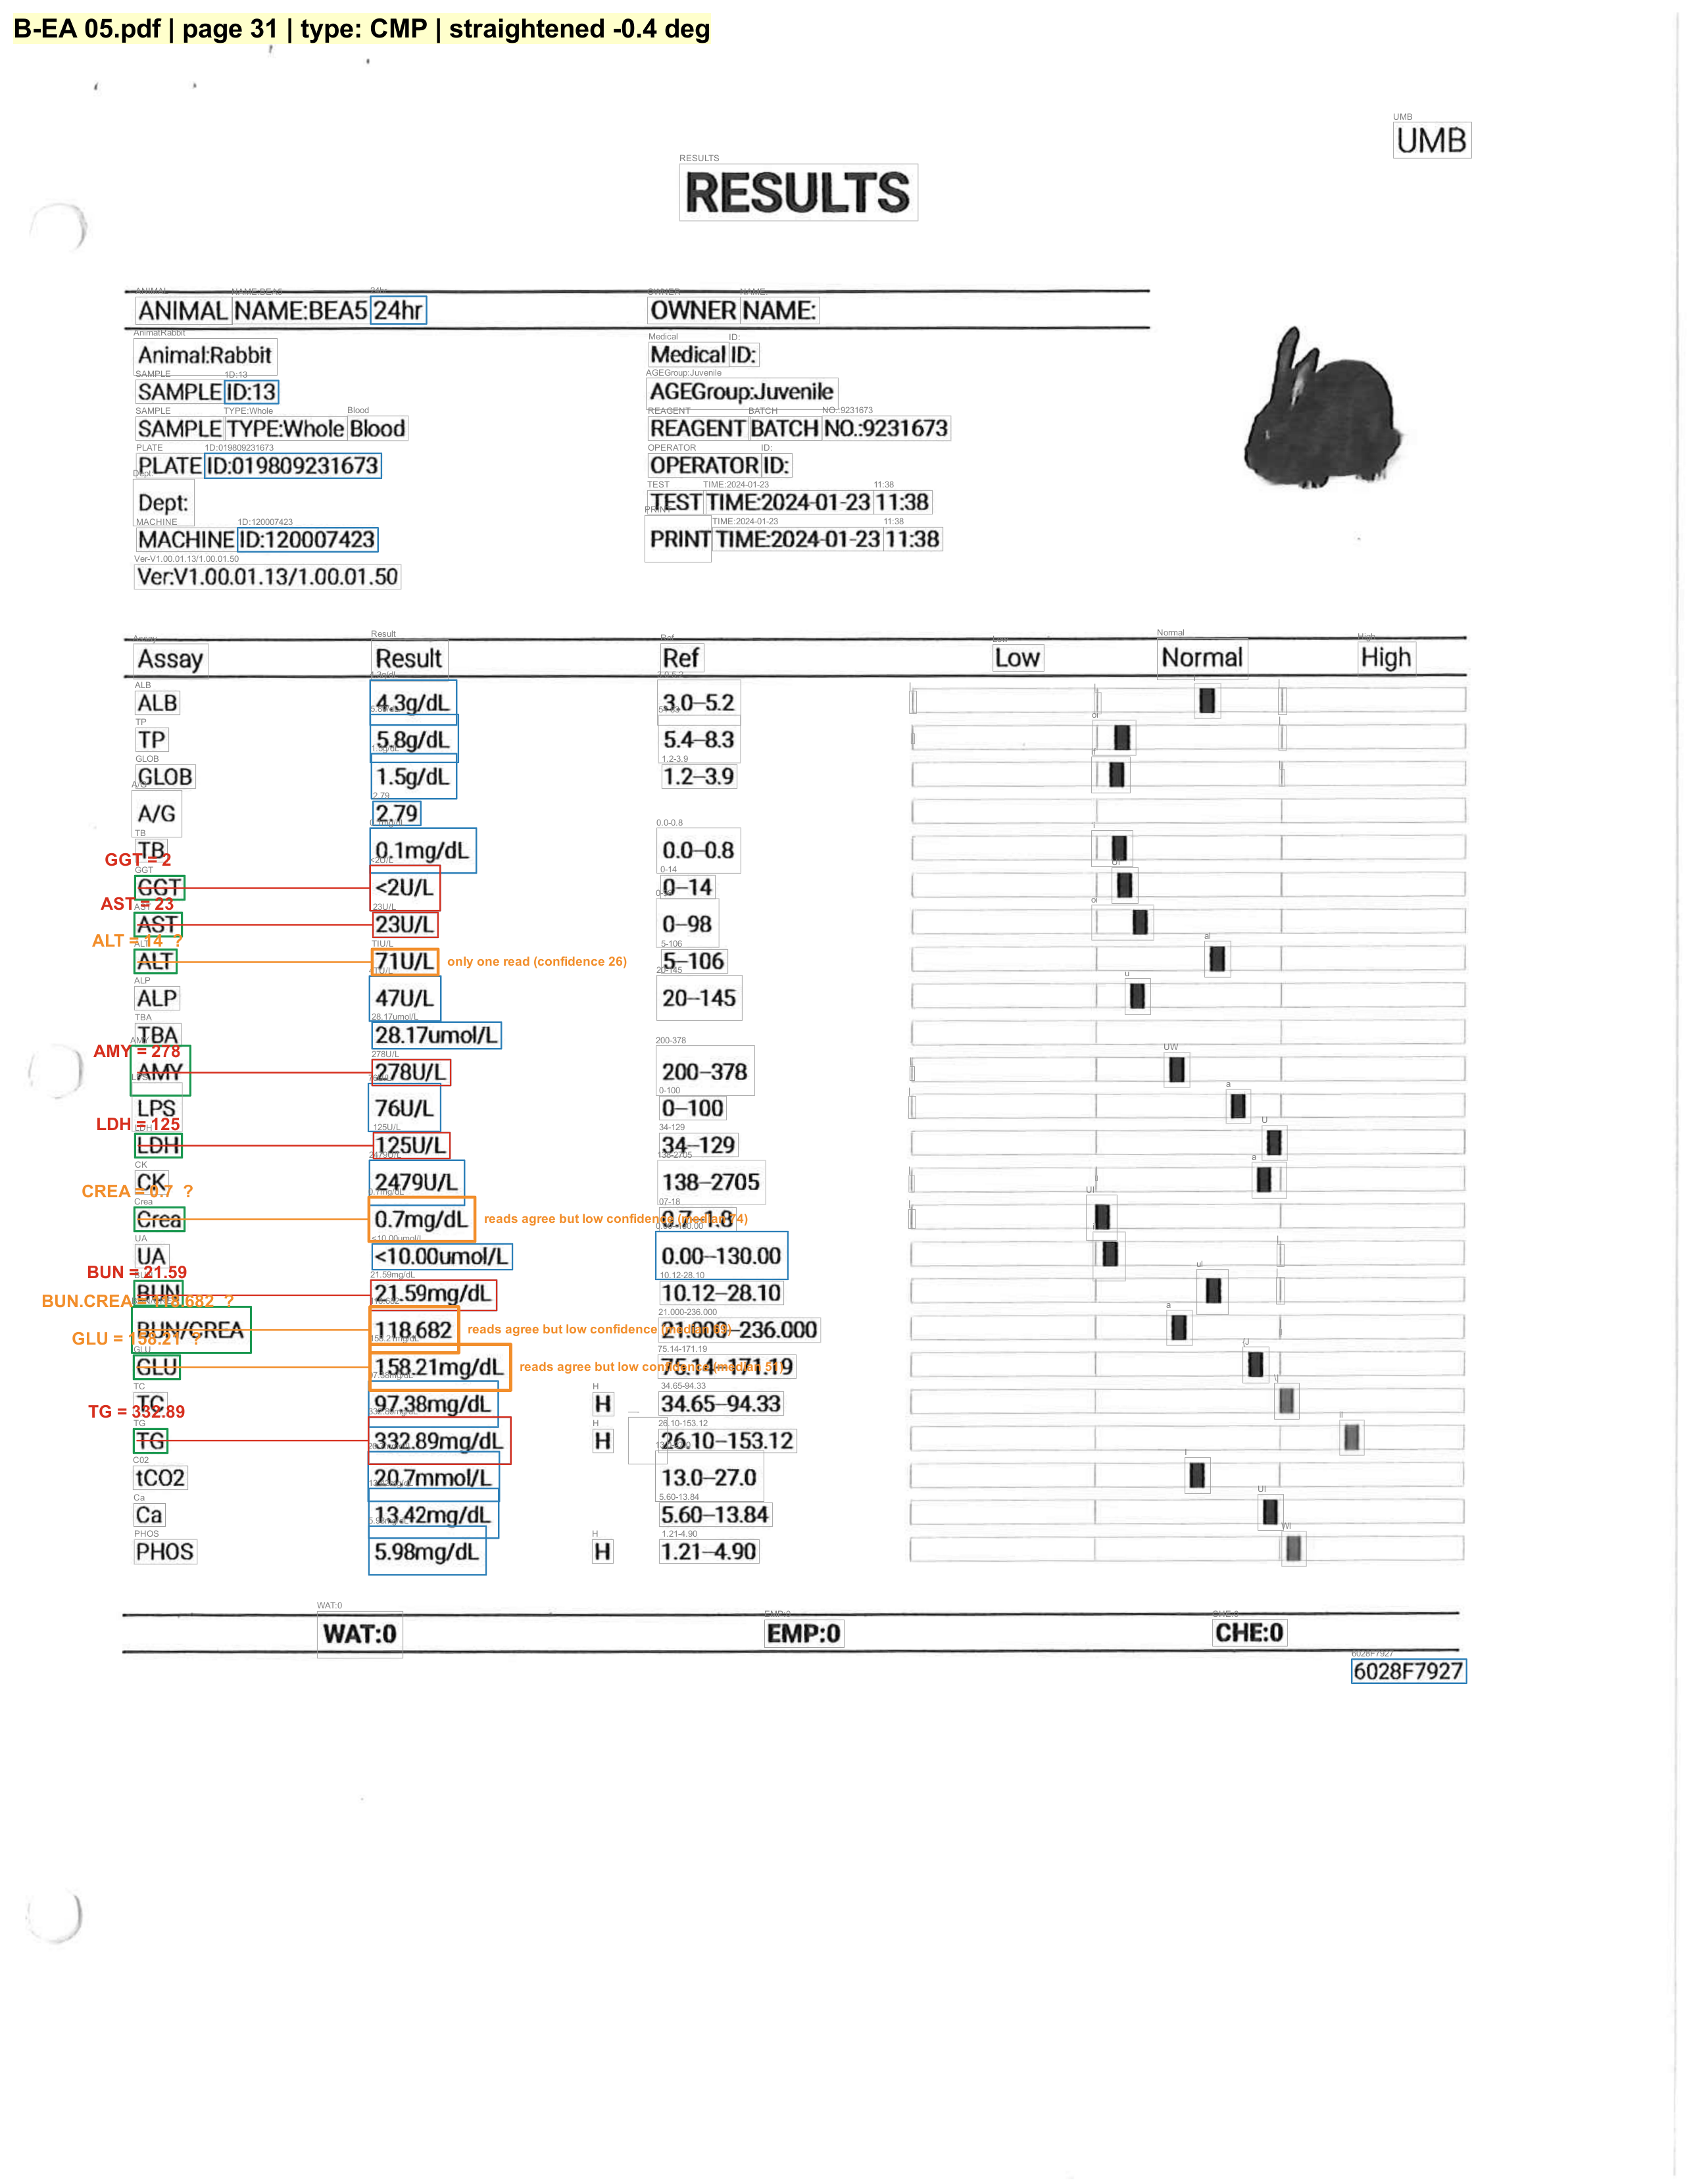 B-EA 05.pdf | page 31 | type: CMP | straightened -0.4 deg
UMB
RESULTS
ANIMAL NAME:BEA5 24hr OWNER NAME:
Animal:Rabbit Medical ID:
SAMPLE ID:13 AGEGroup:Juvenile
SAMPLE TYPE:Whole Blood REAGENT BATCH NO.:9231673
PLATE ID:019809231673 OPERATOR ID:
Dept: TEST TIME:2024-01-23 11:38
MACHINE ID:120007423 PRINT TIME:2024-01-23 11:38
Ver:V1.00.01.13/1.00.01.50
Assay Result Ref Low Normal High
ALB 4.3g/dL 3.0-5.2
TP 5.8g/dL 5.4-8.3
GLOB 1.5g/dL 1.2-3.9
A/G 2.79
TB 0.1mg/dL 0.0-0.8
GGT = 2
GGT <2U/L 0-14
AST = 23
AST 23U/L 0-98
ALT = 14 ?
ALT 71U/L only one read (confidence 26) 5-106
ALP 47U/L 20-145
TBA 28.17umol/L
AMY = 278
AMY 278U/L 200-378
LPS 76U/L 0-100
LDH = 125
LDH 125U/L 34-129
CK 2479U/L 138-2705
CREA = 0.7 ?
Crea 0.7mg/dL reads agree but low confidence (median 74) 0.7-1.8
UA <10.00umol/L 0.00-130.00
BUN = 21.59
BUN 21.59mg/dL 10.12-28.10
BUN.CREA = 118.682 ?
BUN/CREA 118.682 reads agree but low confidence 21.000-236.000
GLU = 158.21 ?
GLU 158.21mg/dL reads agree but low confidence 75.14-171.19
TC 97.38mg/dL H 34.65-94.33
TG = 332.89
TG 332.89mg/dL H 26.10-153.12
tCO2 20.7mmol/L 13.0-27.0
Ca 13.42mg/dL 5.60-13.84
PHOS 5.98mg/dL H 1.21-4.90
WAT:0 EMP:0 CHE:0
6028F7927